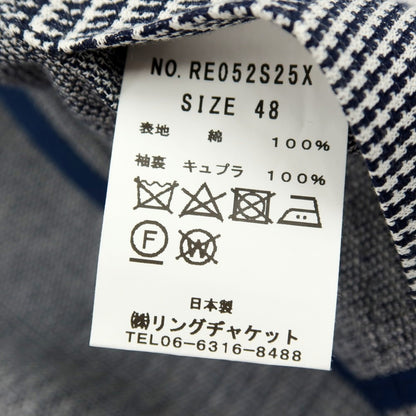 NO. RE052S25X
SIZE 48
表地 綿 100%
袖裏 キュプラ 100%
F W
日本製
㈱リングヂャケット
TEL06-6316-8488